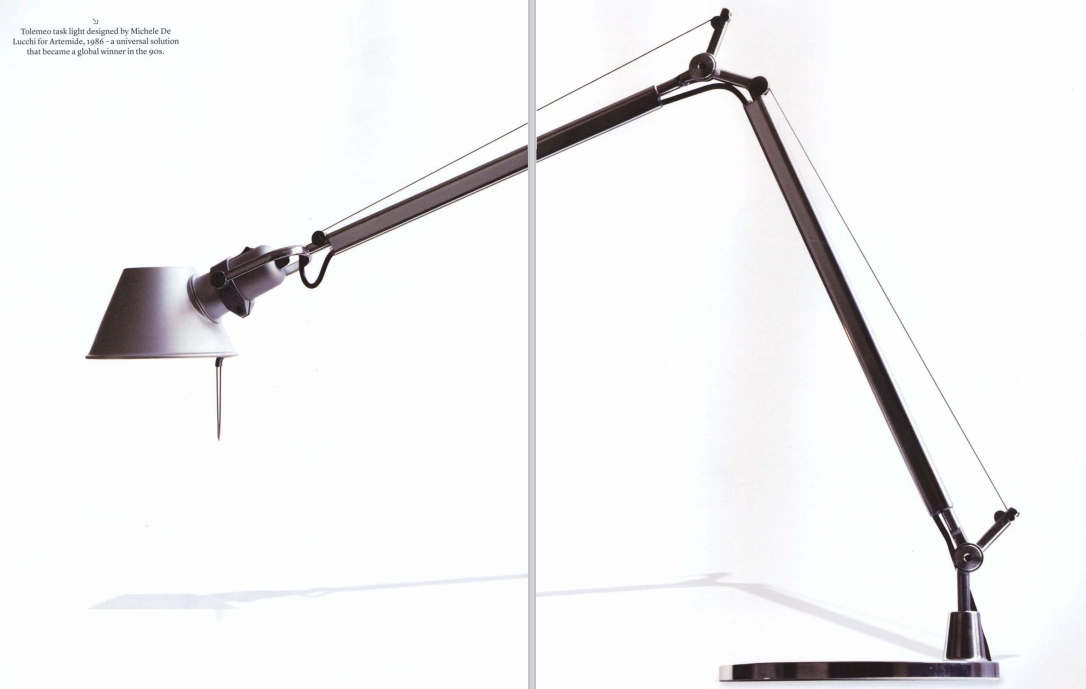 Tolemeo task light designed by Michele De
Lucchi for Artemide, 1986 – a universal solution
that became a global winner in the 90s.